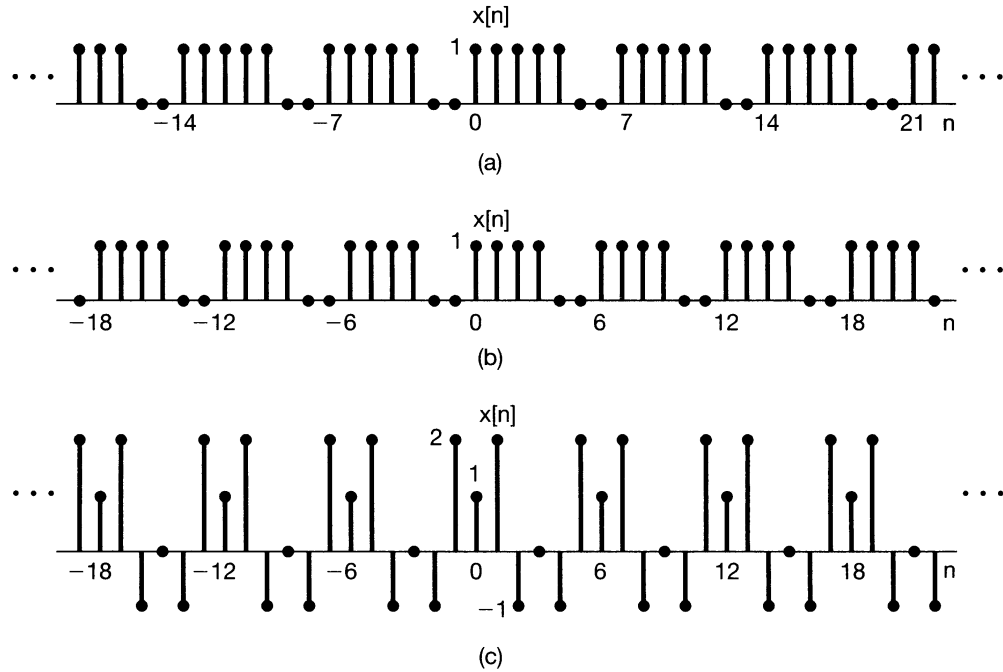 x[n]
1
. . .
. . .
−14 −7 0 7 14 21 n
(a)
x[n]
1
. . .
. . .
−18 −12 −6 0 6 12 18 n
(b)
x[n]
2
1
. . .
. . .
−18 −12 −6 0 6 12 18 n
−1
(c)